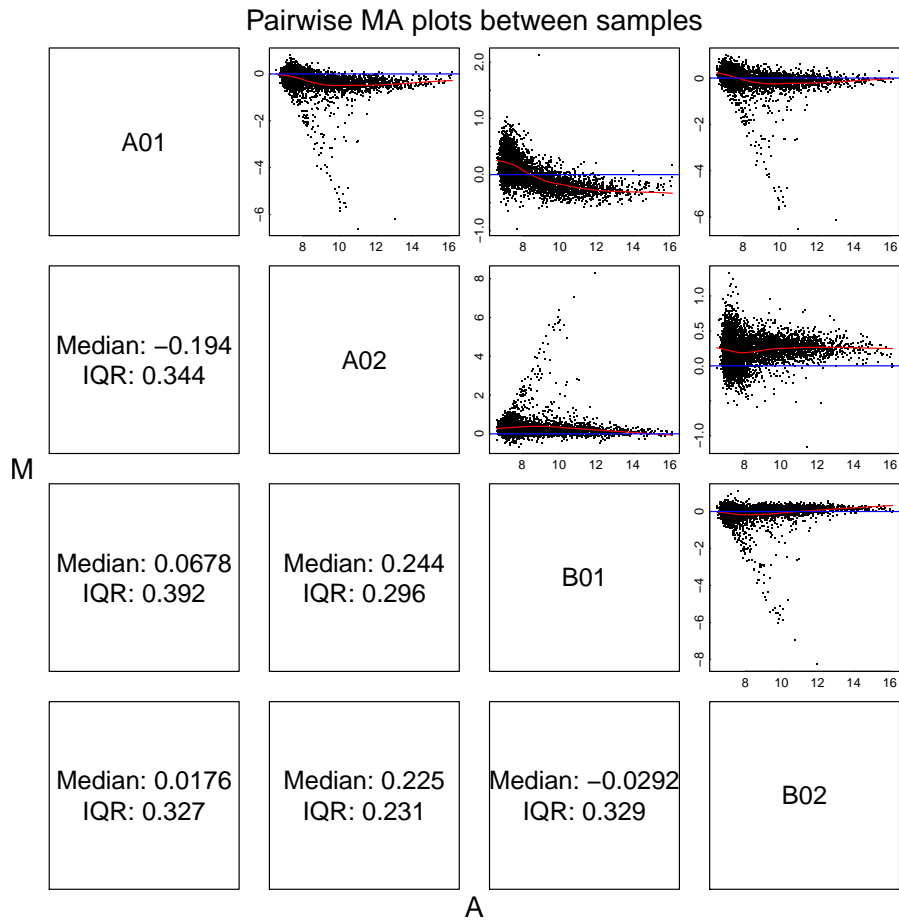 Pairwise MA plots between samples
A01
0
−2
−4
−6
8 10 12 14 16
2.0
1.0
0.0
−1.0
8 10 12 14 16
0
−2
−4
−6
8 10 12 14 16
Median: −0.194
IQR: 0.344
A02
8
6
4
2
0
8 10 12 14 16
1.0
0.5
0.0
−1.0
8 10 12 14 16
M
Median: 0.0678
IQR: 0.392
Median: 0.244
IQR: 0.296
B01
0
−2
−4
−6
−8
8 10 12 14 16
Median: 0.0176
IQR: 0.327
Median: 0.225
IQR: 0.231
Median: −0.0292
IQR: 0.329
B02
A